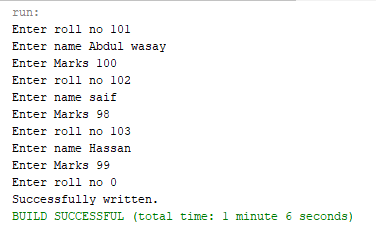 run:
Enter roll no 101
Enter name Abdul wasay
Enter Marks 100
Enter roll no 102
Enter name saif
Enter Marks 98
Enter roll no 103
Enter name Hassan
Enter Marks 99
Enter roll no 0
Successfully written.
BUILD SUCCESSFUL (total time: 1 minute 6 seconds)